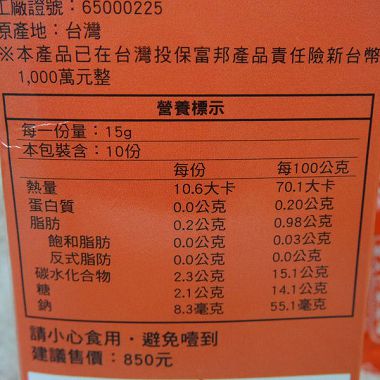 工廠證號：65000225
原產地：台灣
※本產品已在台灣投保富邦產品責任險新台幣
1,000萬元整
營養標示
每一份量：15g
本包裝含：10份
每份 每100公克
熱量 10.6大卡 70.1大卡
蛋白質 0.0公克 0.20公克
脂肪 0.2公克 0.98公克
飽和脂肪 0.0公克 0.03公克
反式脂肪 0.0公克 0.0公克
碳水化合物 2.3公克 15.1公克
糖 2.1公克 14.1公克
鈉 8.3毫克 55.1毫克
請小心食用，避免噎到
建議售價：850元